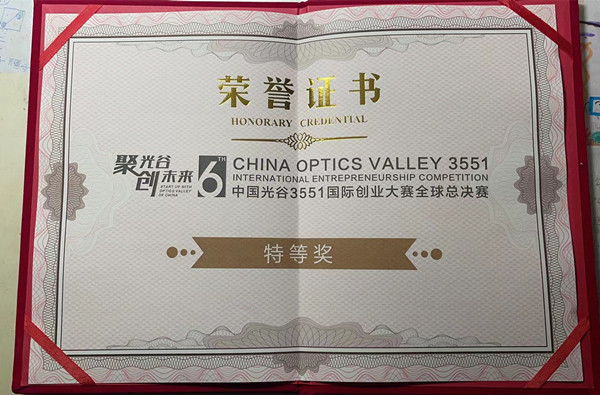 荣誉证书
HONORARY CREDENTIAL
聚光谷
创未来
START UP WITH
OPTICS VALLEY
OF CHINA
6TH
CHINA OPTICS VALLEY 3551
INTERNATIONAL ENTREPRENEURSHIP COMPETITION
中国光谷3551国际创业大赛全球总决赛
特等奖